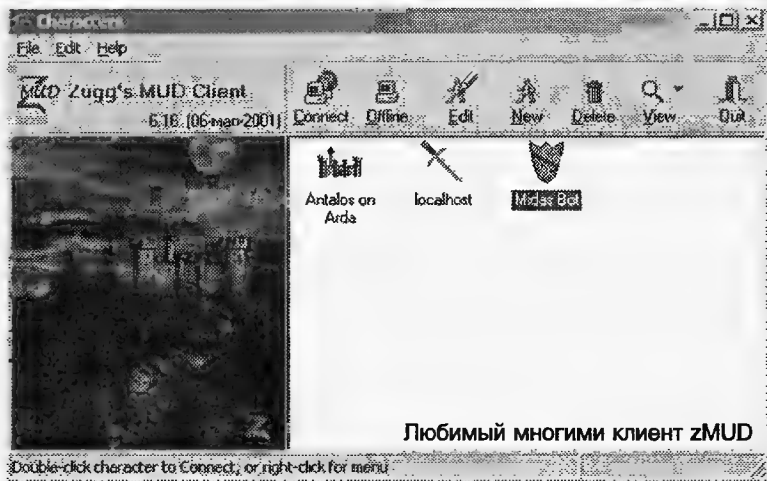 Characters
File Edit Help
MUD Zugg's MUD Client
6.16 (06-мар-2001)
Connect Offline Edit New Delete View Quit
Antalos on Arda
localhost
Midas Bot
Любимый многими клиент zMUD
Double-click character to Connect, or right-click for menu